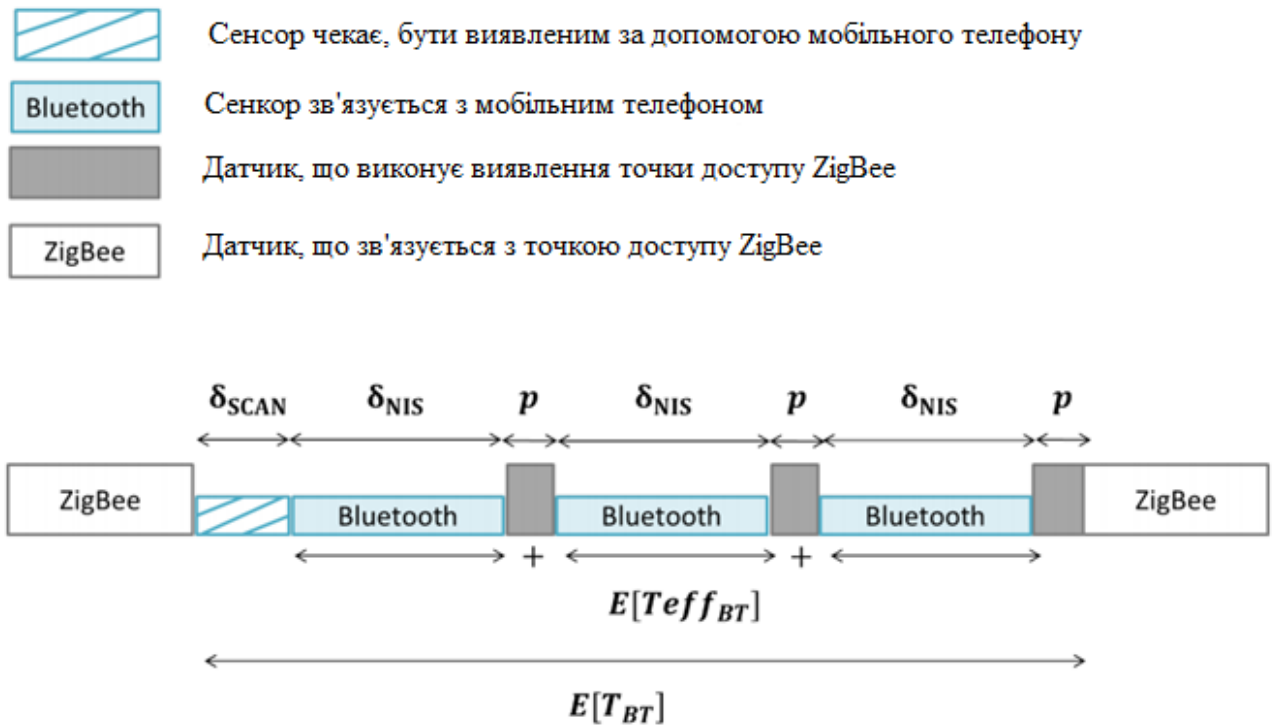 Сенсор чекає, бути виявленим за допомогою мобільного телефону
Bluetooth Сенкор зв'язується з мобільним телефоном
Датчик, що виконує виявлення точки доступу ZigBee
ZigBee Датчик, що зв'язується з точкою доступу ZigBee
δSCAN δNIS p δNIS p δNIS p
ZigBee Bluetooth Bluetooth Bluetooth ZigBee
+ +
E[TeffBT]
E[TBT]